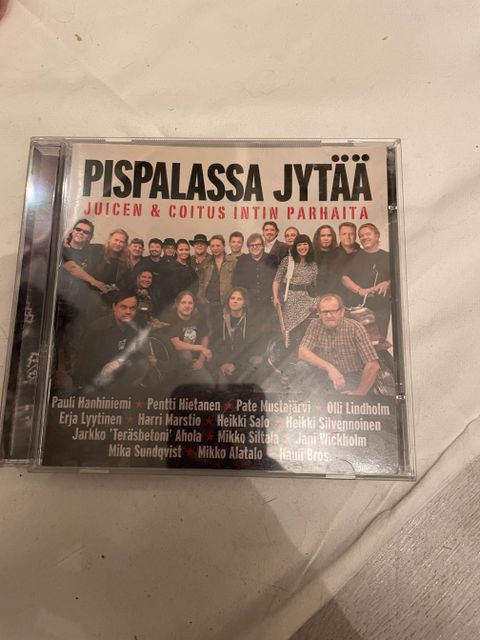 PISPALASSA JYTÄÄ
JUICEN & COITUS INTIN PARHAITA
Pauli Hanhiniemi ★ Pentti Hietanen ★ Pate Mustajärvi ★ Olli Lindholm
Erja Lyytinen ★ Harri Marstio ★ Heikki Salo ★ Heikki Silvennoinen
Jarkko 'Teräsbetoni' Ahola ★ Mikko Siltala ★ Jani Wickholm
Mika Sundqvist ★ Mikko Alatalo ★ Hauli Bros.